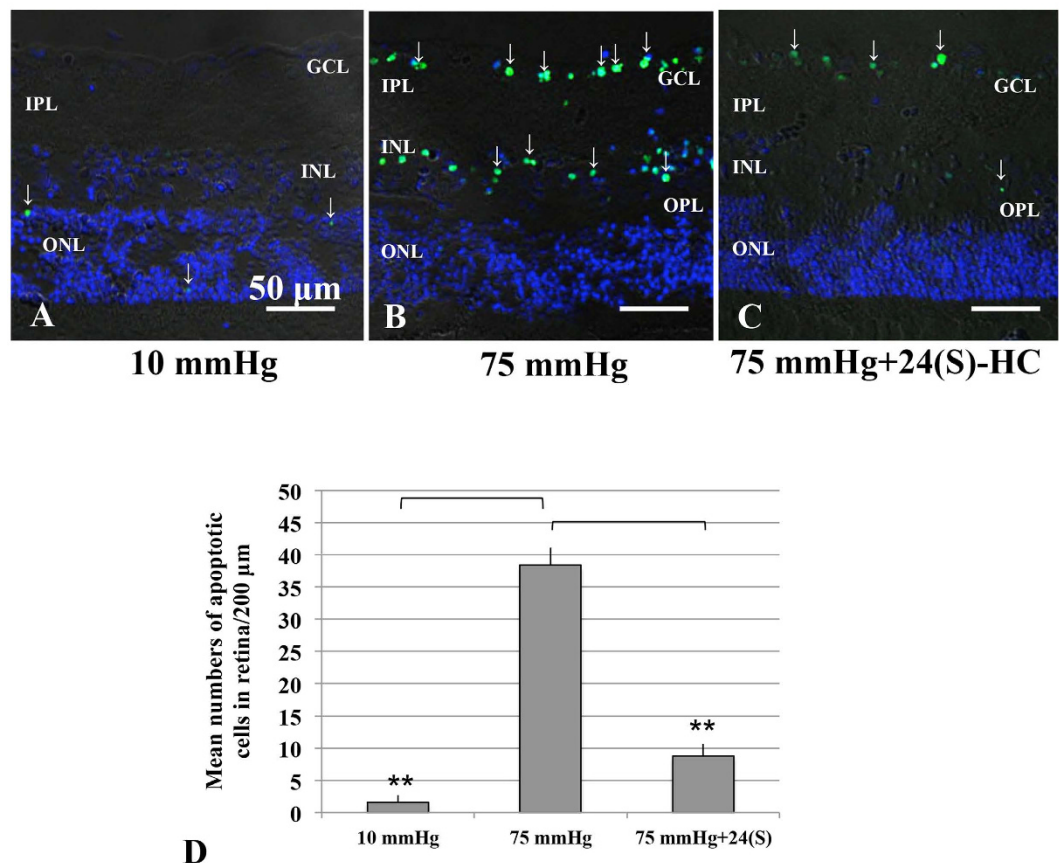 GCL
IPL
INL
ONL
50 µm
A
10 mmHg
GCL
IPL
INL
OPL
ONL
B
75 mmHg
GCL
IPL
INL
OPL
ONL
C
75 mmHg+24(S)-HC
Mean numbers of apoptotic
cells in retina/200 µm
50
45
40
35
30
25
20
15
10
5
0
**
**
10 mmHg
75 mmHg
75 mmHg+24(S)
D